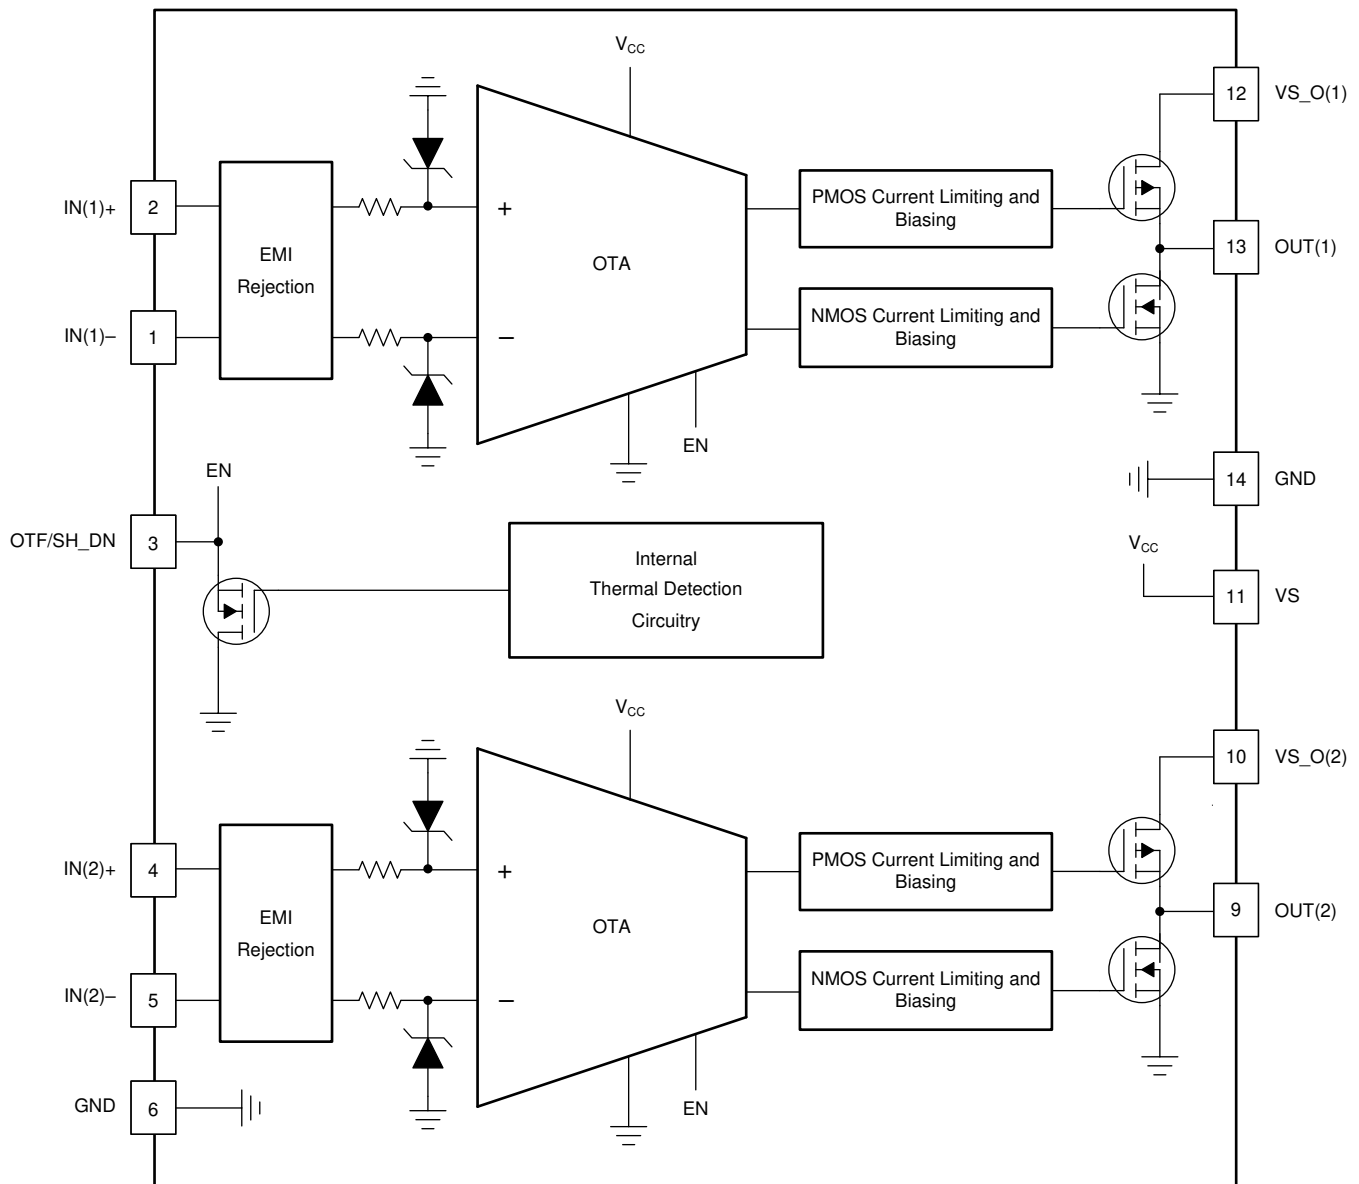 V_CC
12 VS_O(1)
IN(1)+ 2
+
PMOS Current Limiting and
Biasing
EMI
Rejection
OTA
13 OUT(1)
IN(1)− 1
−
NMOS Current Limiting and
Biasing
EN
EN
14 GND
OTF/SH_DN 3
Internal
Thermal Detection
Circuitry
V_CC
11 VS
V_CC
10 VS_O(2)
IN(2)+ 4
+
PMOS Current Limiting and
Biasing
EMI
Rejection
OTA
9 OUT(2)
IN(2)− 5
−
NMOS Current Limiting and
Biasing
GND 6
EN